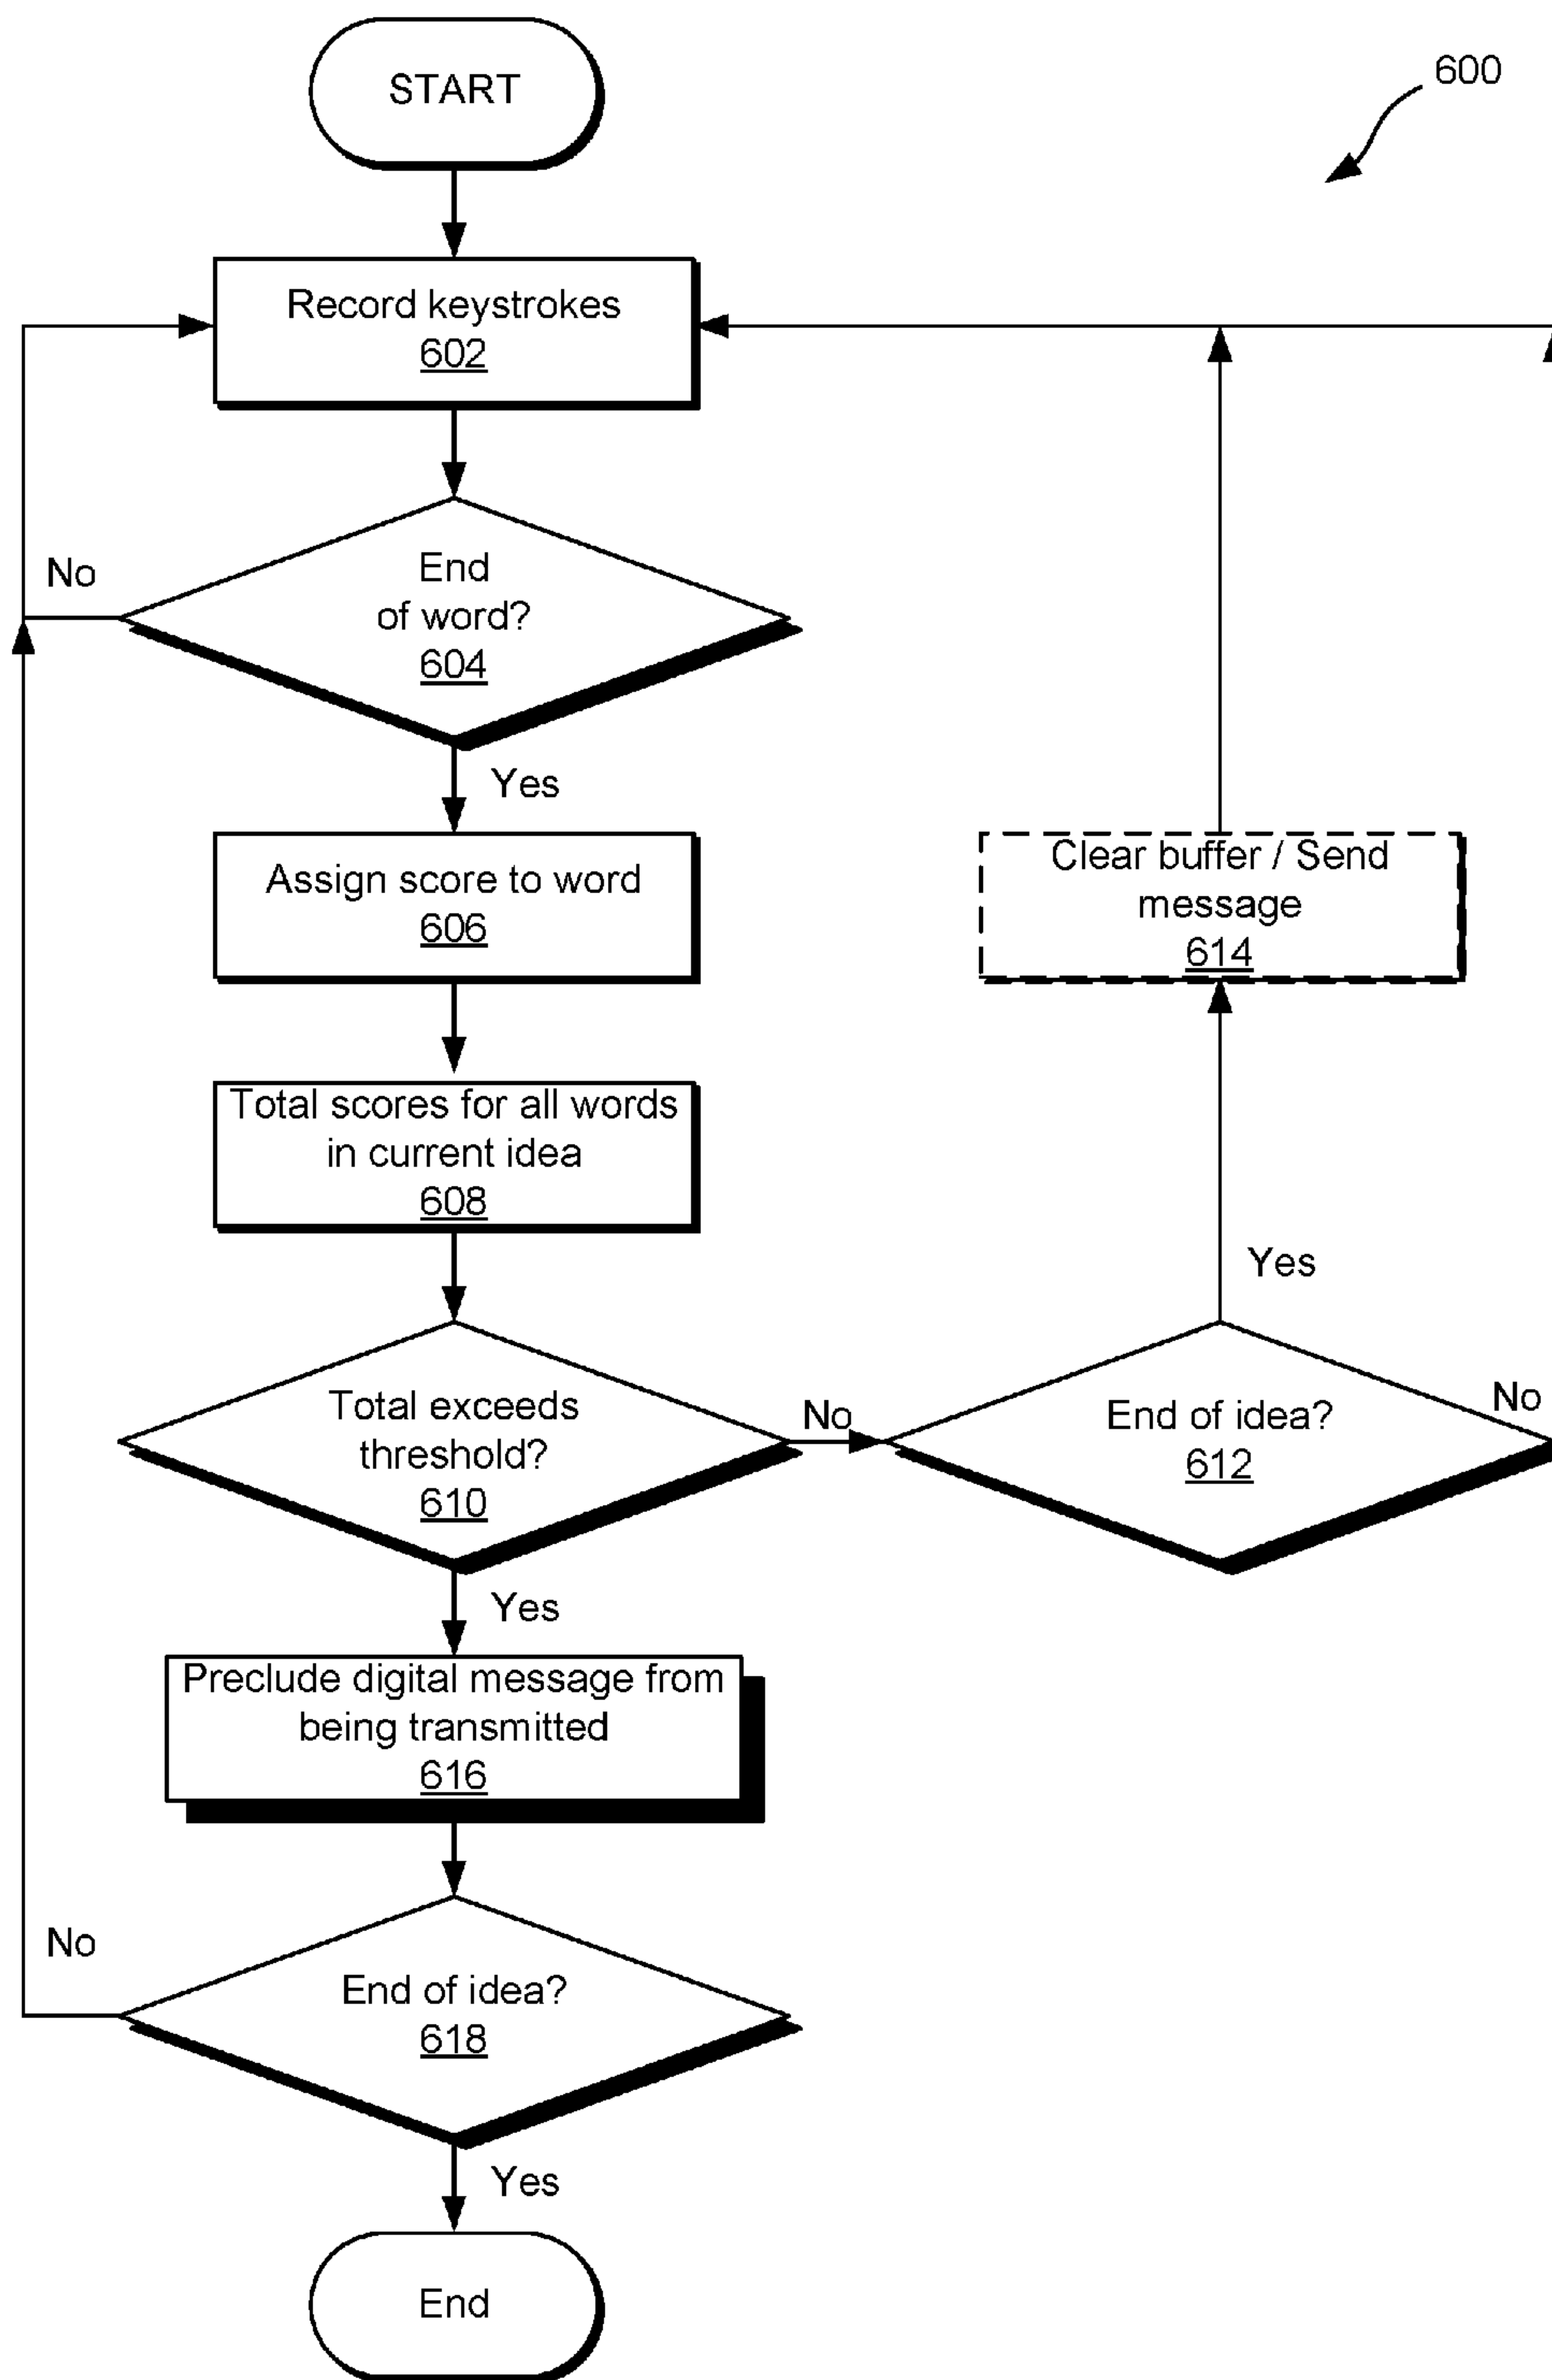 START
600
Record keystrokes
602
No
End
of word?
604
Yes
Assign score to word
606
Clear buffer / Send
message
614
Total scores for all words
in current idea
608
Yes
Total exceeds
threshold?
610
No
End of idea?
612
No
Yes
Preclude digital message from
being transmitted
616
No
End of idea?
618
Yes
End